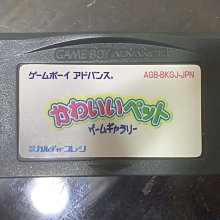 GAME BOY ADVANCE
ゲームボーイアドバンス®
AGB-BKGJ-JPN
かわいいペット
ゲームギャラリー
カルチャーブレーン